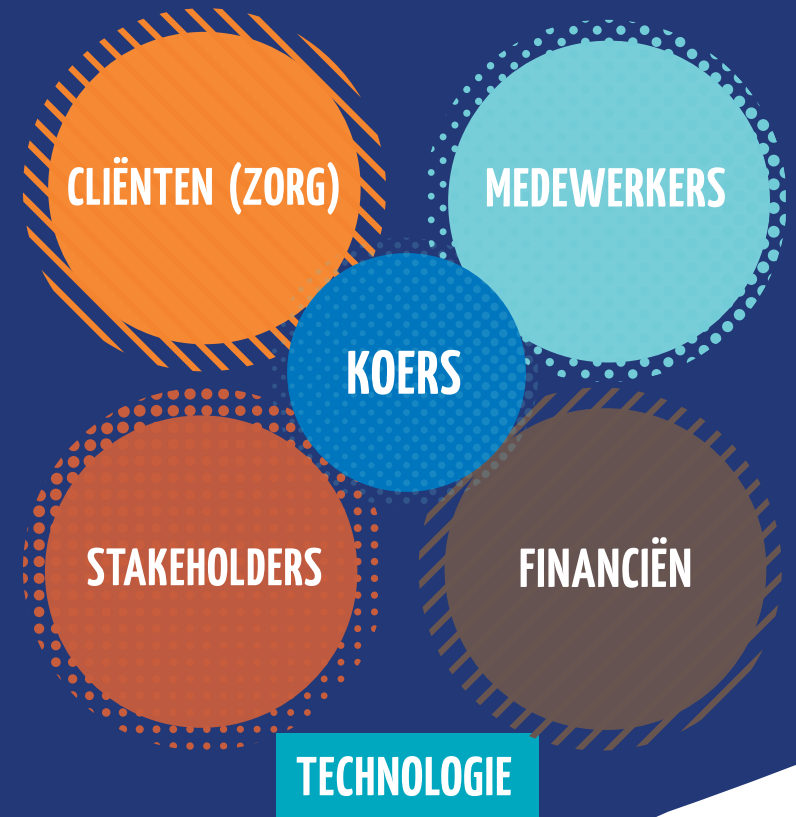 CLIËNTEN (ZORG)
MEDEWERKERS
KOERS
STAKEHOLDERS
FINANCIËN
TECHNOLOGIE